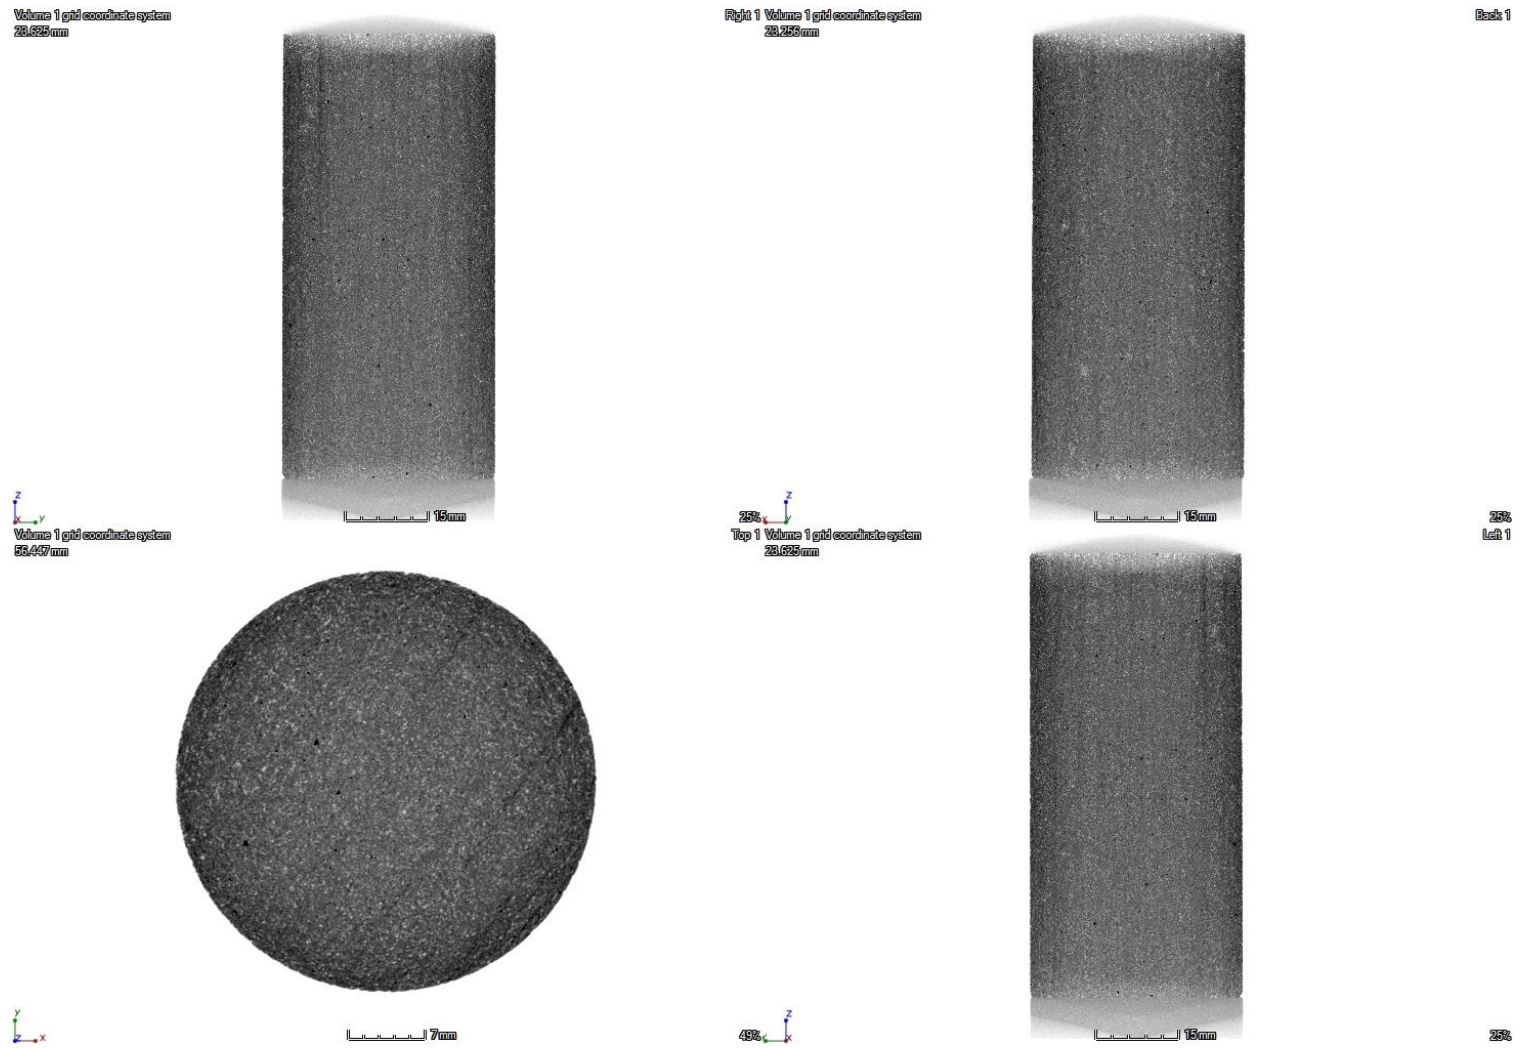 Volume 1 grid coordinate system
Right 1
23.625 mm
z
y
x
15 mm
25%
Volume 1 grid coordinate system
Back 1
23.256 mm
z
x
y
15 mm
25%
Volume 1 grid coordinate system
Top 1
56.447 mm
y
z
x
7 mm
49%
Volume 1 grid coordinate system
Left 1
23.625 mm
z
y
x
15 mm
25%